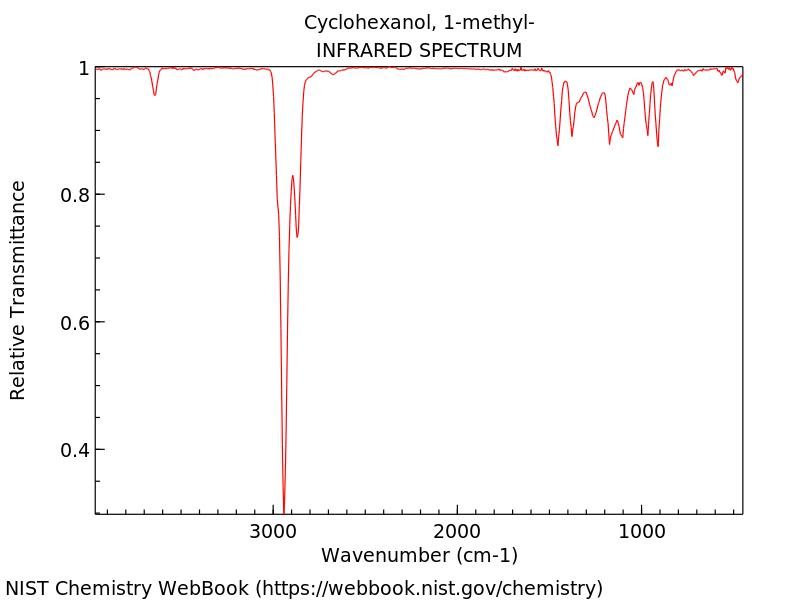 Cyclohexanol, 1-methyl-
INFRARED SPECTRUM
1
0.8
0.6
0.4
Relative Transmittance
3000
2000
1000
Wavenumber (cm-1)
NIST Chemistry WebBook (https://webbook.nist.gov/chemistry)